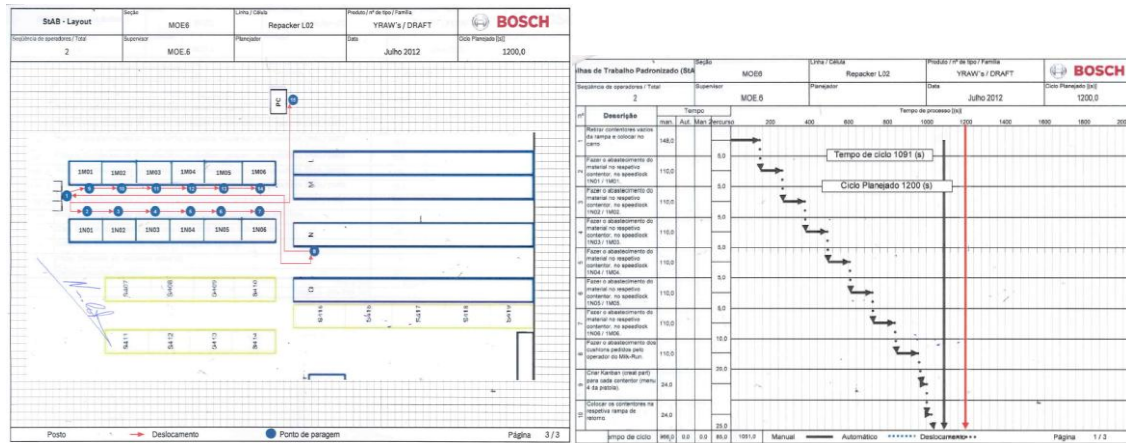 StAB - Layout
Seção
MOE6
Linha / Célula
Repacker L02
Produto / nº de tipo / Família
YRAW's / DRAFT
BOSCH
Seqüência de operadores / Total
2
Supervisor
MOE.6
Planejador
Data
Julho 2012
Ciclo Planejado [(s)]
1200,0
PC
1M01 1M02 1M03 1M04 1M05 1M06
1N01 1N02 1N03 1N04 1N05 1N06
L
M
N
O
Posto
Deslocamento
Ponto de paragem
Página 3 / 3
lhas de Trabalho Padronizado (StA
Seção
MOE6
Linha / Célula
Repacker L02
Produto / nº de tipo / Família
YRAW's / DRAFT
BOSCH
Seqüência de operadores / Total
2
Supervisor
MOE.6
Planejador
Data
Julho 2012
Ciclo Planejado [(s)]
1200,0
nº
Descrição
Tempo
man. Aut. Man
Tempo de processo [(s)]
200 400 600 800 1000 1200 1400 1600 1800 200
1
Retirar contentores vazios
da rampa e colocar no
carro.
148,0
5,0
2
Fazer o abastecimento do
material no respetivo
contentor, no speedlock
1N01 / 1M01.
110,0
5,0
3
Fazer o abastecimento do
material no respetivo
contentor, no speedlock
1N02 / 1M02.
110,0
5,0
4
Fazer o abastecimento do
material no respetivo
contentor, no speedlock
1N03 / 1M03.
110,0
5,0
5
Fazer o abastecimento do
material no respetivo
contentor, no speedlock
1N04 / 1M04.
110,0
5,0
6
Fazer o abastecimento do
material no respetivo
contentor, no speedlock
1N05 / 1M05.
110,0
5,0
7
Fazer o abastecimento do
material no respetivo
contentor, no speedlock
1N06 / 1M06.
110,0
5,0
8
Fazer o abastecimento dos
cushions pedidos pelo
operador do Milk-Run.
110,0
20,0
9
Criar Kanban (creat part)
para cada contentor (menu
4 da pistola).
24,0
10
Colocar os contentores na
respetiva rampa de
retorno.
24,0
25,0
Tempo de ciclo 1091 (s)
Ciclo Planejado 1200 (s)
empo de ciclo
0,0 0,0
1091,0
Manual
Automático
Deslocamento
Página 1 / 3